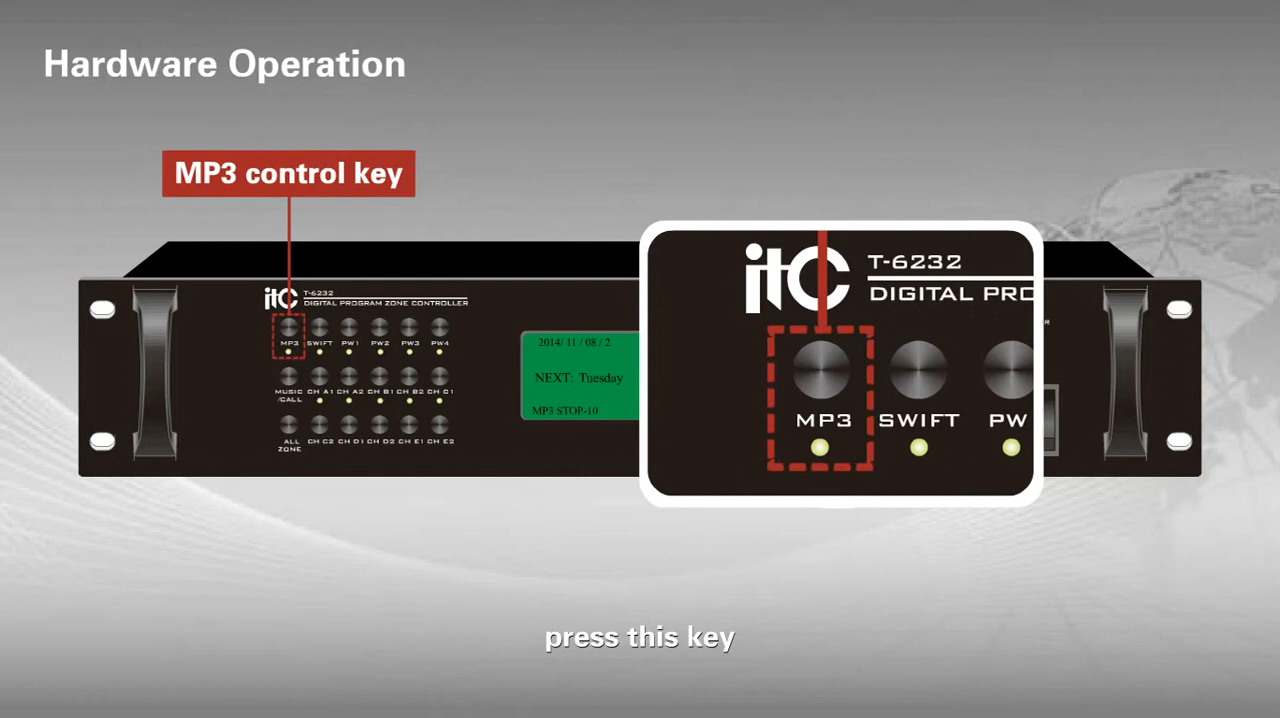 Hardware Operation
MP3 control key
itC T-6232
DIGITAL PROGRAM ZONE CONTROLLER
MP3 SWIFT PW1 PW2 PW3 PW4
MUSIC /CALL CH A1 CH A2 CH B1 CH B2 CH C1
ALL ZONE CH C2 CH D1 CH D2 CH E1 CH E2
2014/ 11 / 08 / 2
NEXT: Tuesday
MP3 STOP-10
itC T-6232
DIGITAL PRO
MP3 SWIFT PW
R
press this key